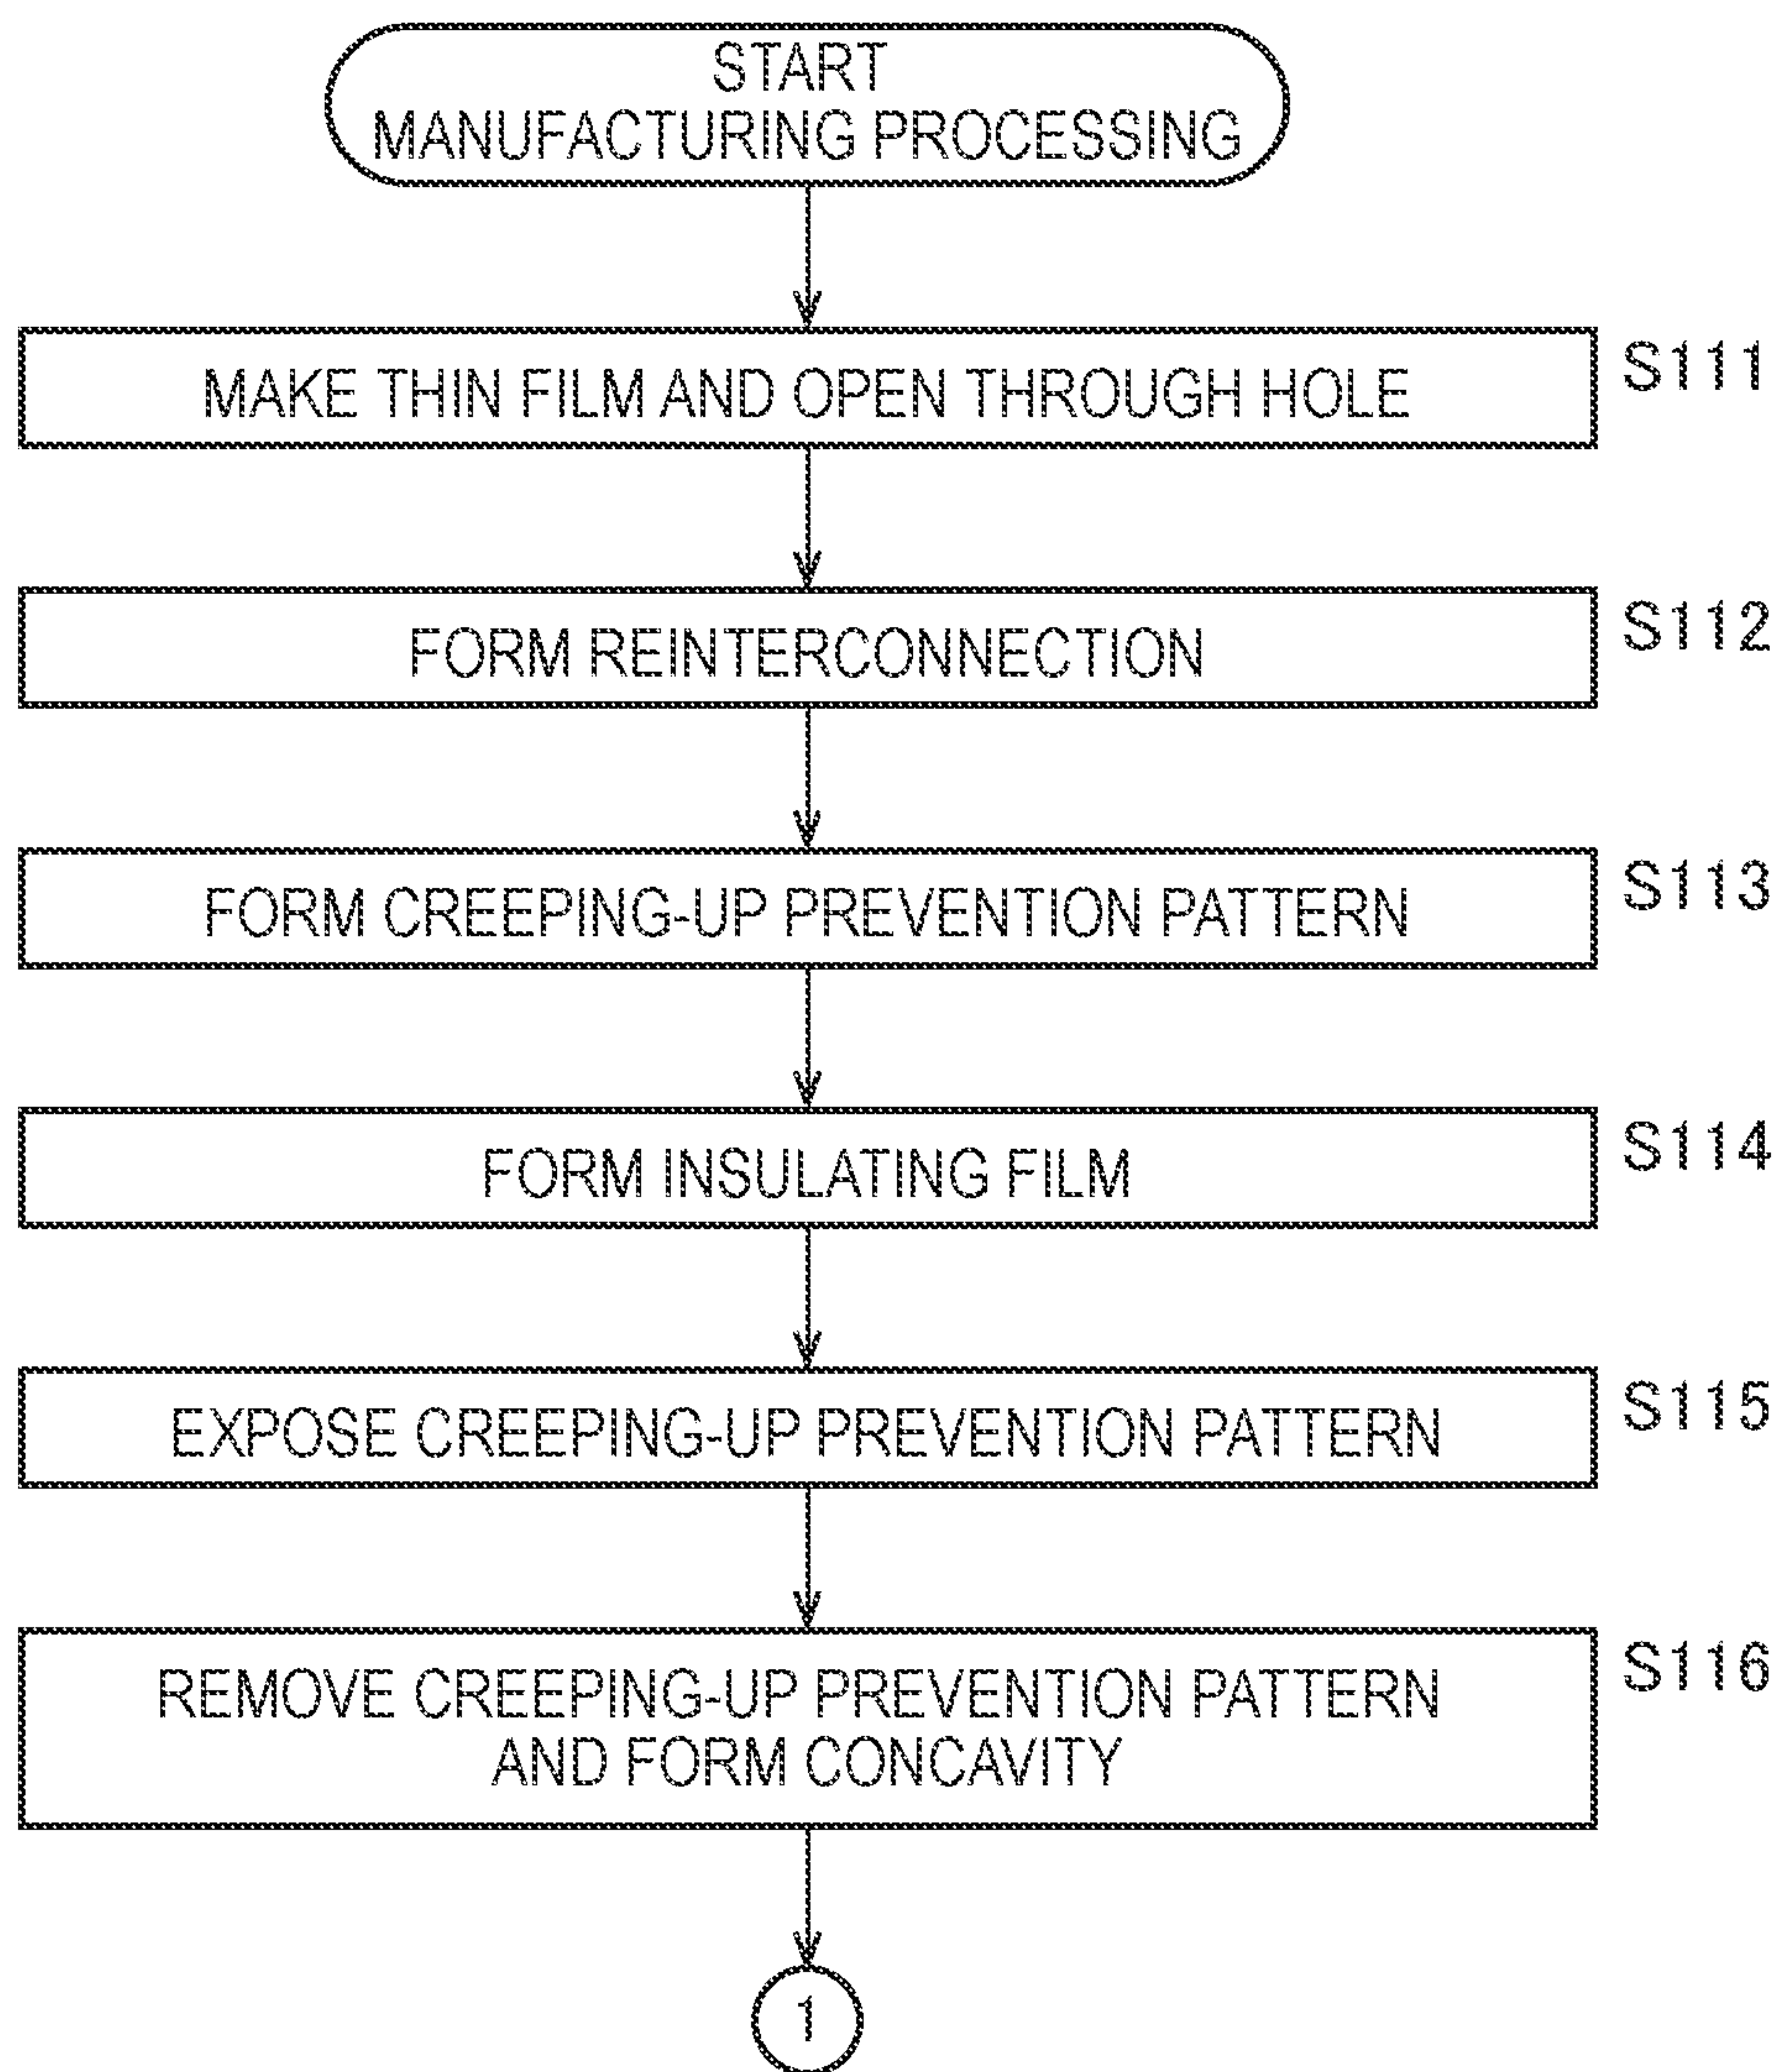 START
MANUFACTURING PROCESSING
MAKE THIN FILM AND OPEN THROUGH HOLE
S111
FORM REINTERCONNECTION
S112
FORM CREEPING-UP PREVENTION PATTERN
S113
FORM INSULATING FILM
S114
EXPOSE CREEPING-UP PREVENTION PATTERN
S115
REMOVE CREEPING-UP PREVENTION PATTERN
S116
AND FORM CONCAVITY
1